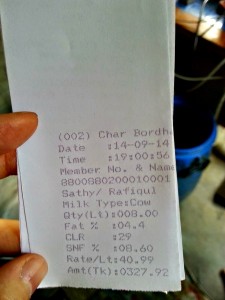 (002) Char Bordh
Date :14-09-14
Time :19:00:56
Member No. & Name
8800880200010001
Sathy/ Rafiqul
Milk Type:Cow
Qty(Lt):008.00
Fat % :04.4
CLR :29
SNF % :08.60
Rate/Lt:40.99
Amt(Tk):0327.92